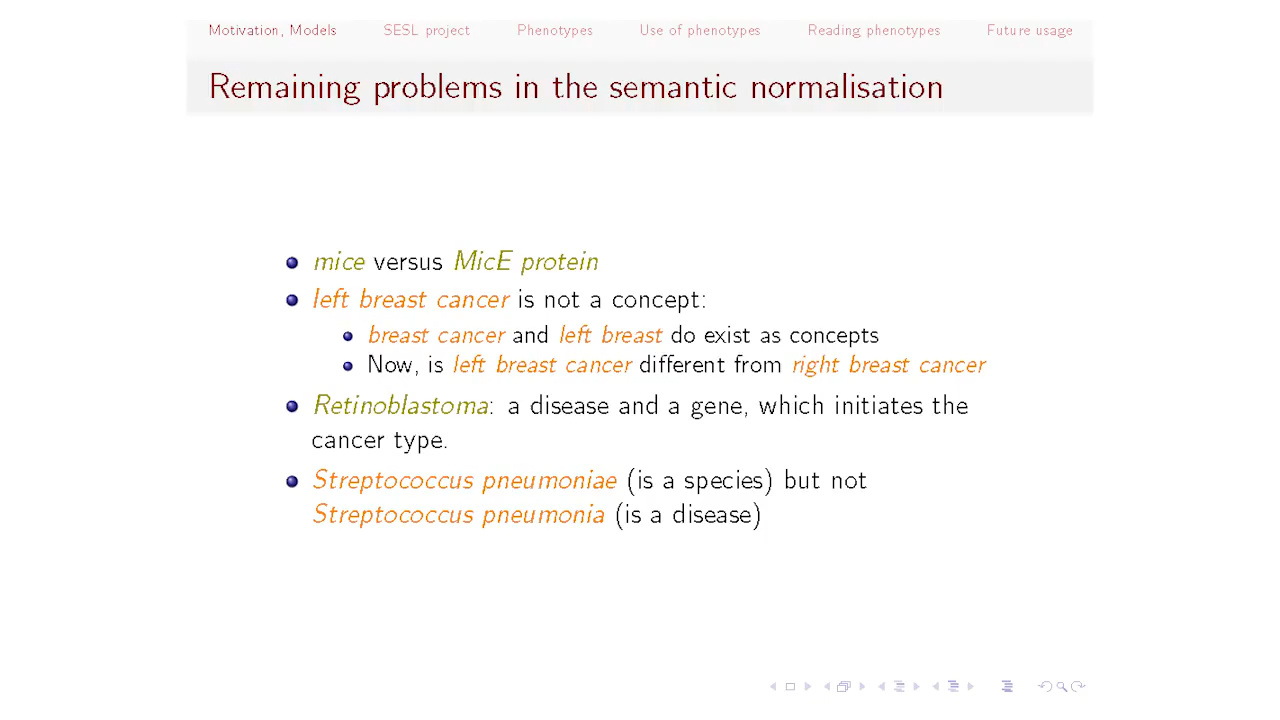 Motivation, Models SESL project Phenotypes Use of phenotypes Reading phenotypes Future usage
Remaining problems in the semantic normalisation
mice versus MicE protein
left breast cancer is not a concept:
breast cancer and left breast do exist as concepts
Now, is left breast cancer different from right breast cancer
Retinoblastoma: a disease and a gene, which initiates the
cancer type.
Streptococcus pneumoniae (is a species) but not
Streptococcus pneumonia (is a disease)